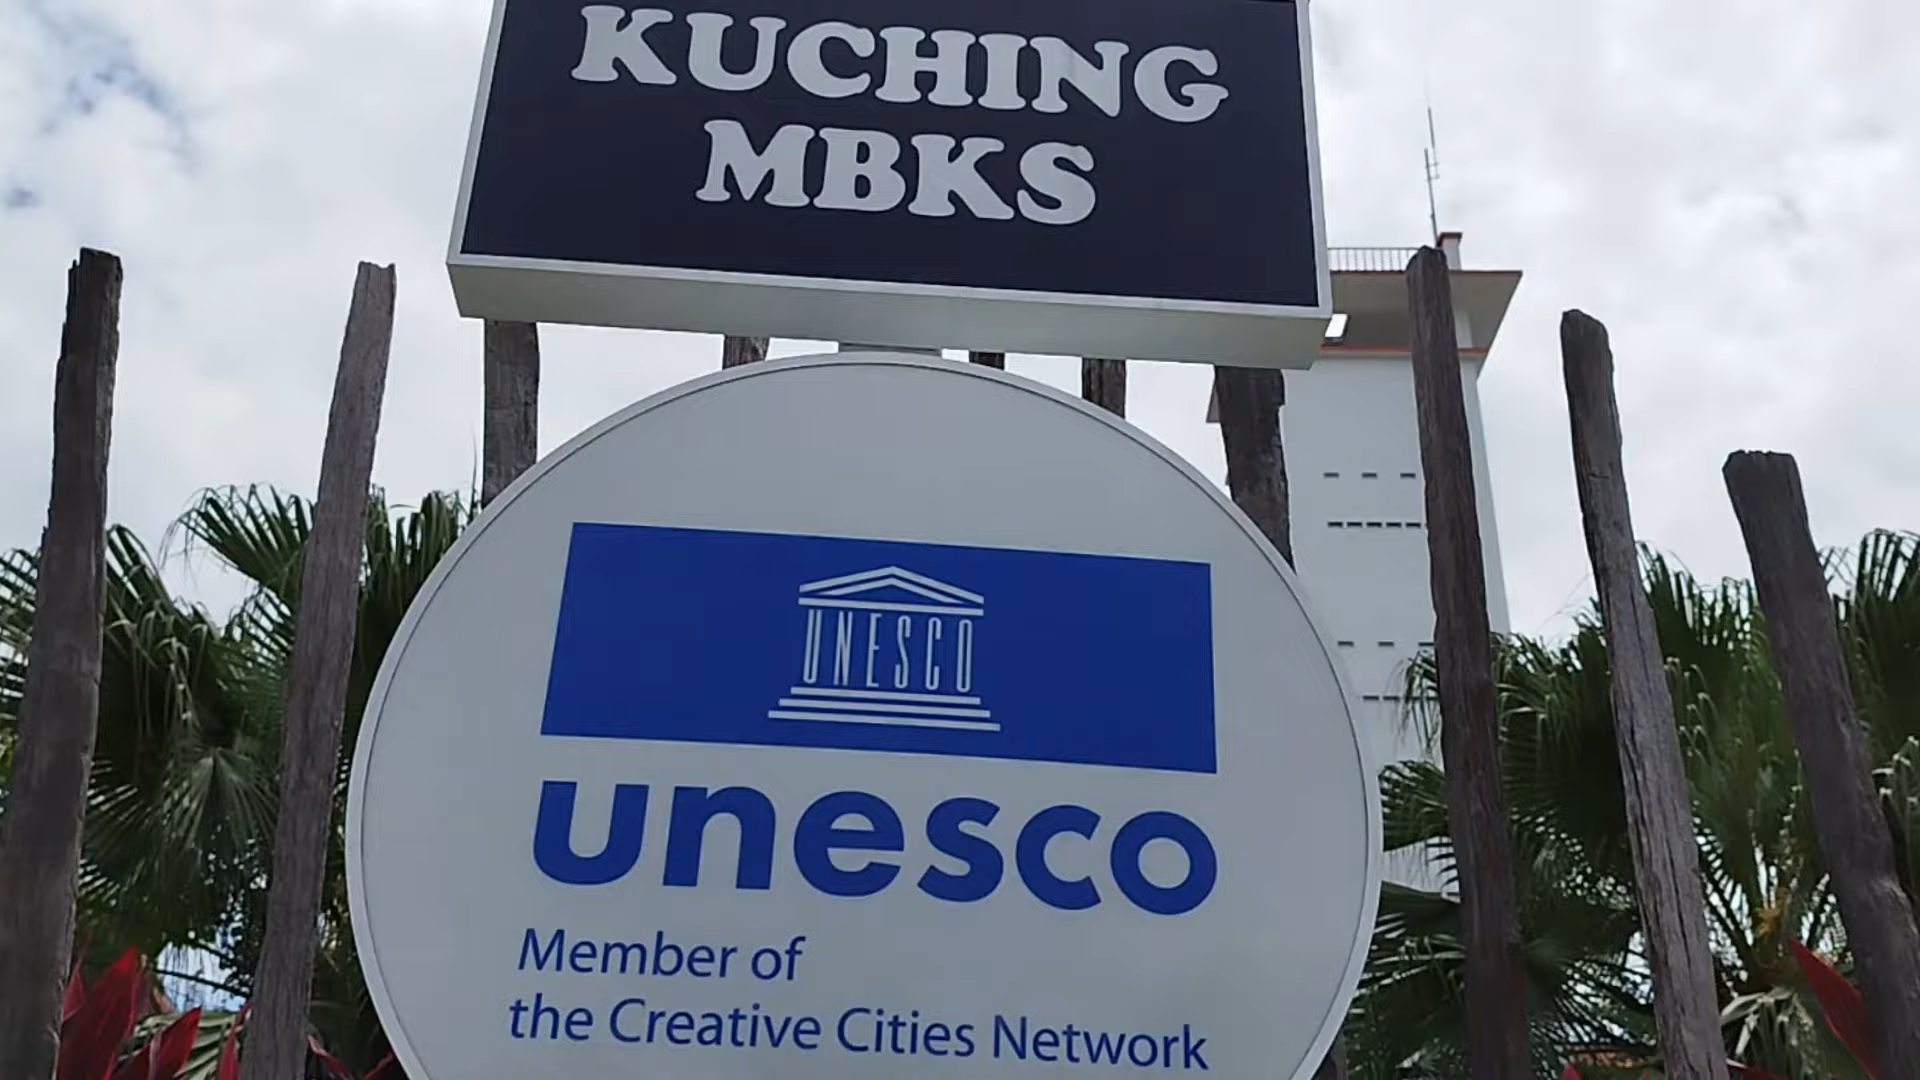 KUCHING
MBKS
UNESCO
unesco
Member of
the Creative Cities Network